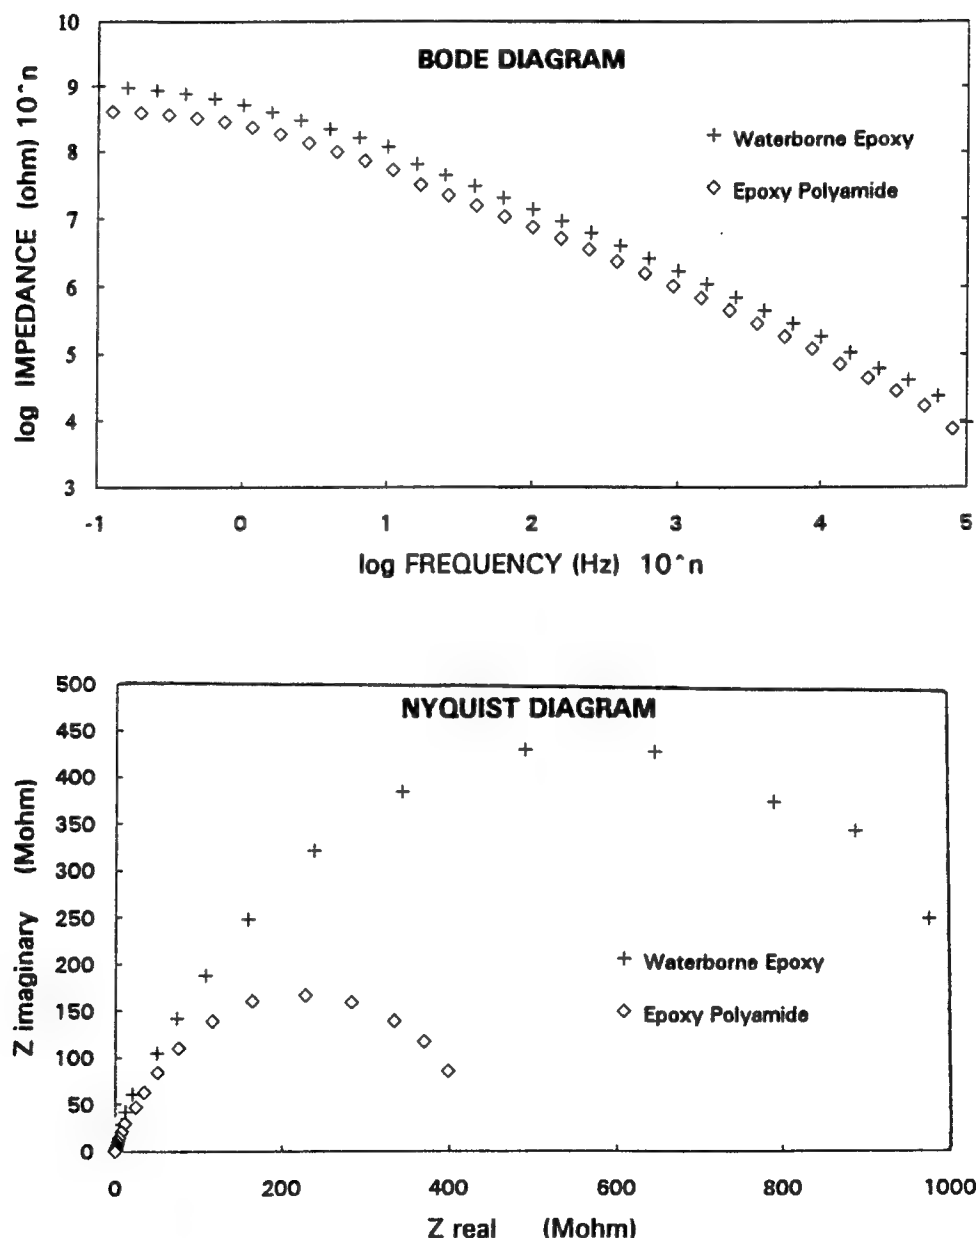 10
BODE DIAGRAM
9
8
+ Waterborne Epoxy
◇ Epoxy Polyamide
7
6
5
4
3
log IMPEDANCE (ohm) 10^n
-1 0 1 2 3 4 5
log FREQUENCY (Hz) 10^n
500
NYQUIST DIAGRAM
450
400
350
300
250
200
+ Waterborne Epoxy
150
◇ Epoxy Polyamide
100
50
0
Z imaginary (Mohm)
0 200 400 600 800 1000
Z real (Mohm)